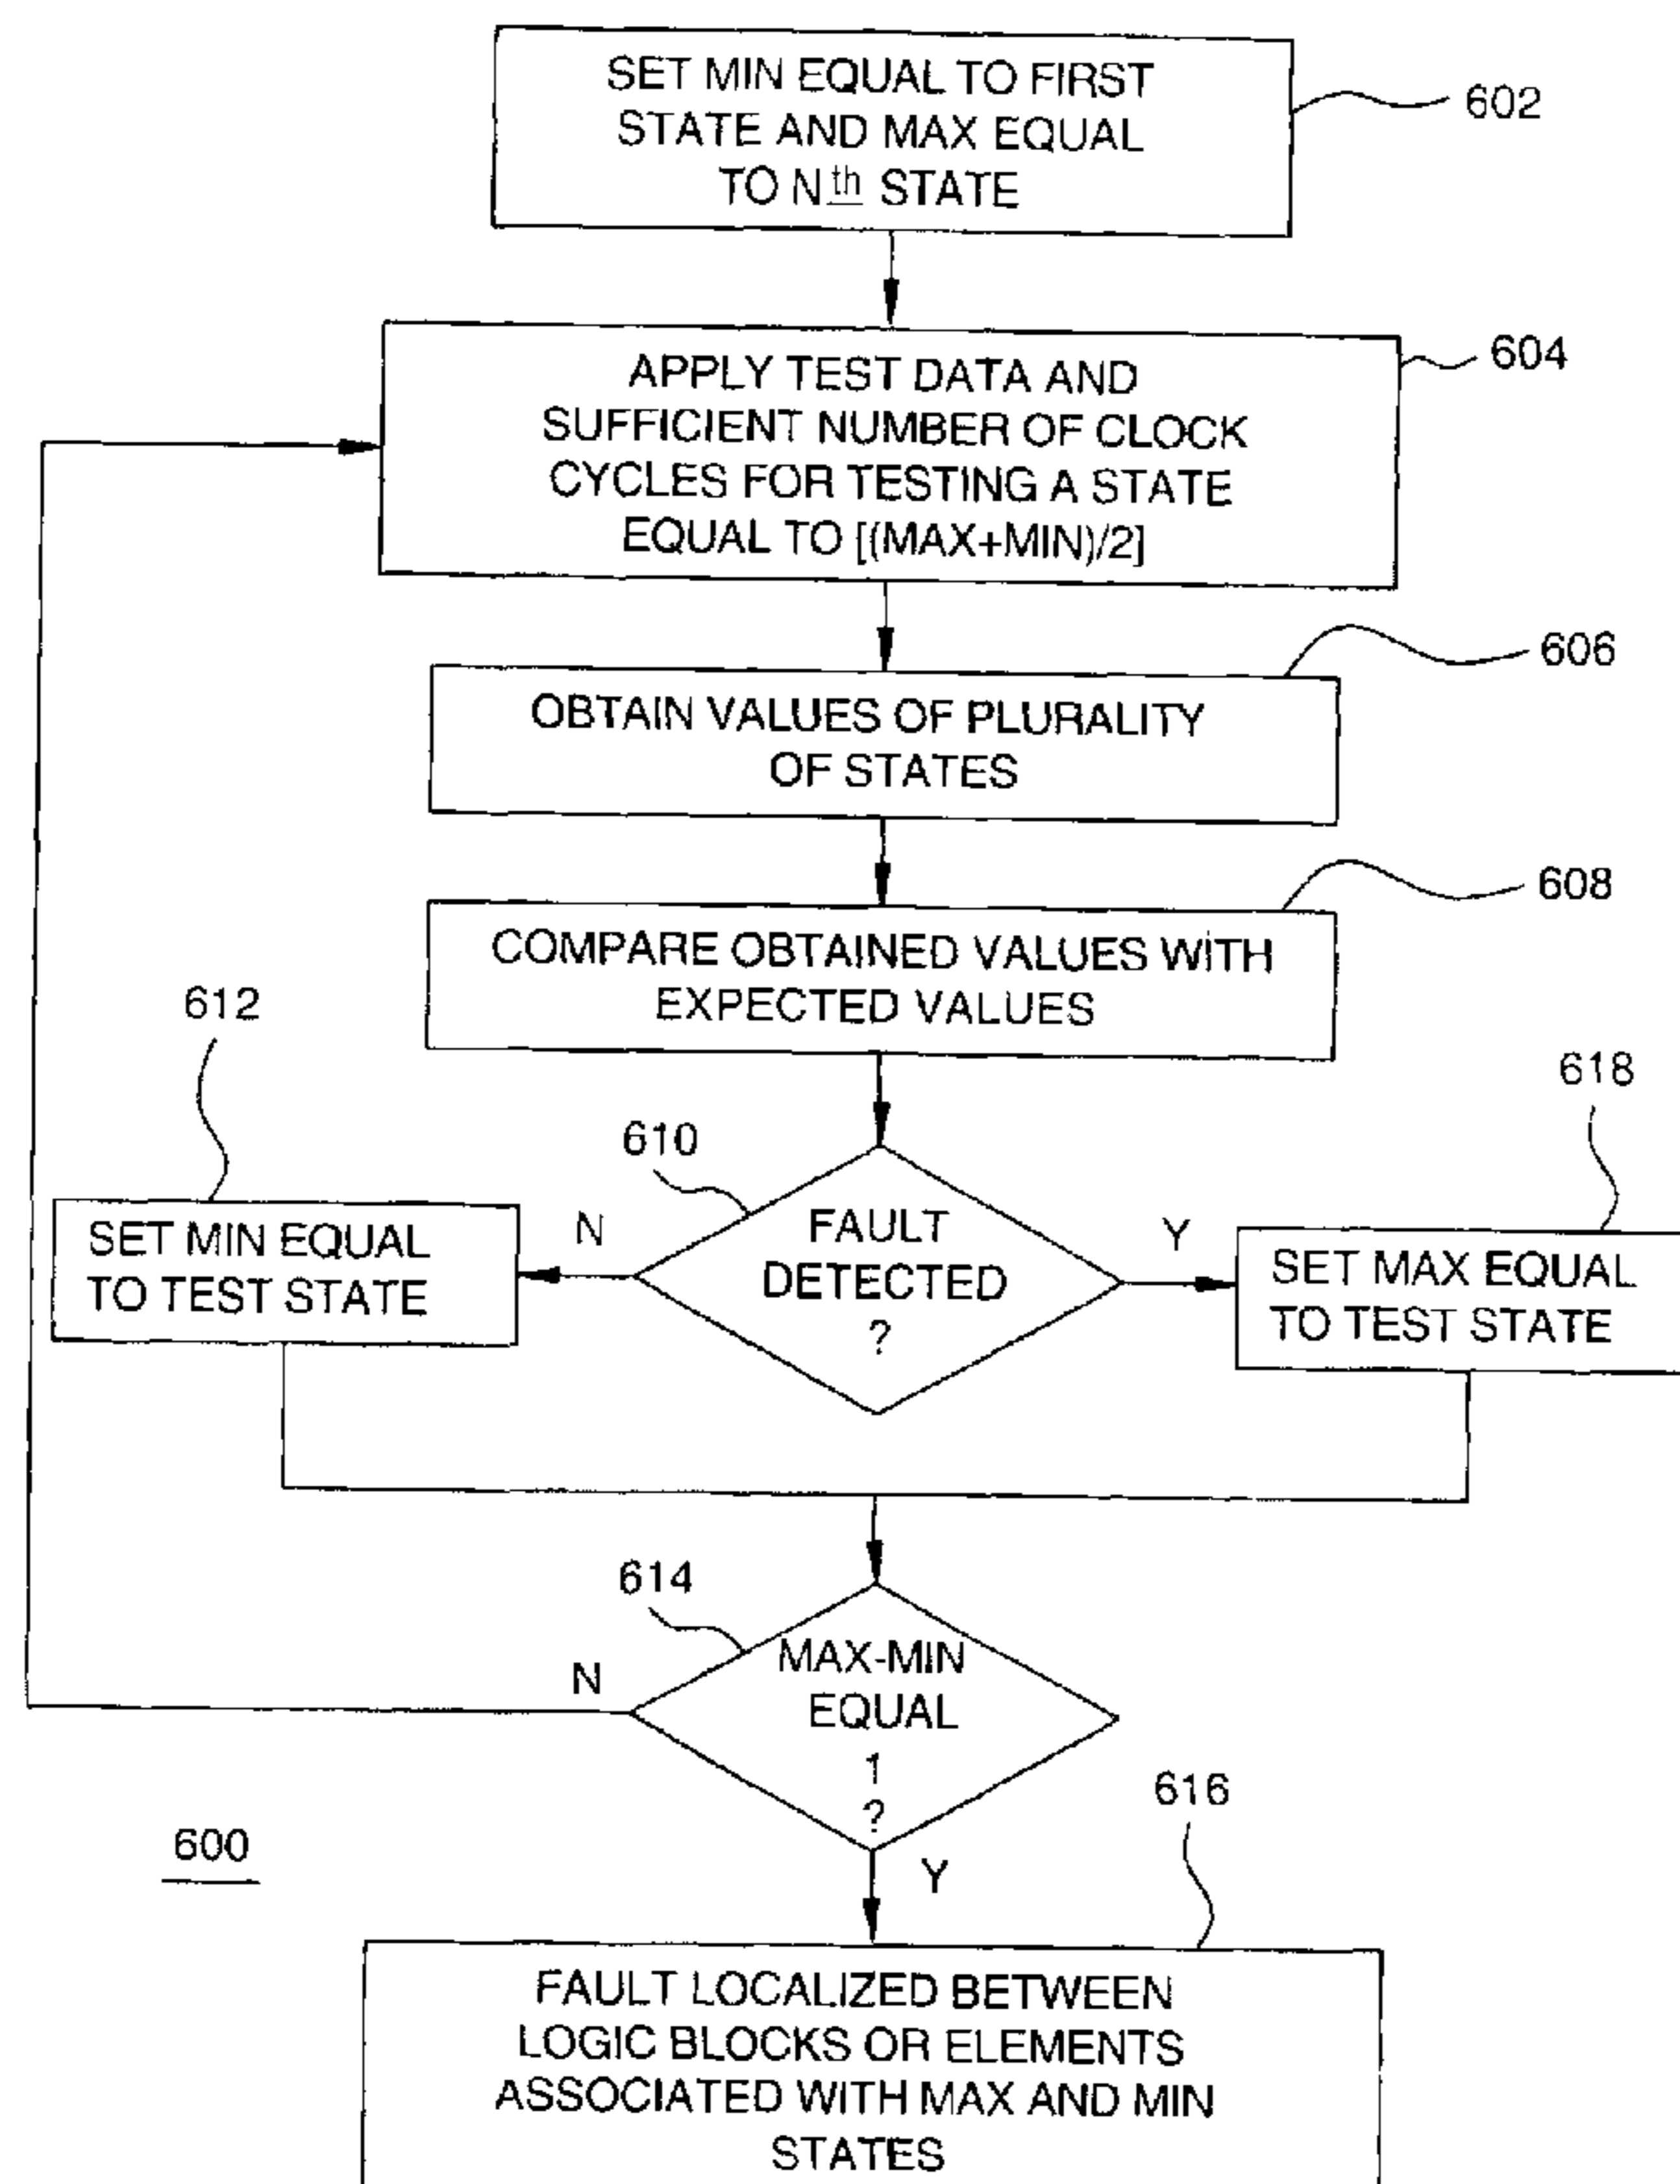 SET MIN EQUAL TO FIRST
STATE AND MAX EQUAL
TO Nth STATE
602
APPLY TEST DATA AND
SUFFICIENT NUMBER OF CLOCK
CYCLES FOR TESTING A STATE
EQUAL TO [(MAX+MIN)/2]
604
OBTAIN VALUES OF PLURALITY
OF STATES
606
COMPARE OBTAINED VALUES WITH
EXPECTED VALUES
608
612
SET MIN EQUAL
TO TEST STATE
N
610
FAULT
DETECTED
?
Y
618
SET MAX EQUAL
TO TEST STATE
614
N
MAX-MIN
EQUAL
1
?
Y
616
600
FAULT LOCALIZED BETWEEN
LOGIC BLOCKS OR ELEMENTS
ASSOCIATED WITH MAX AND MIN
STATES